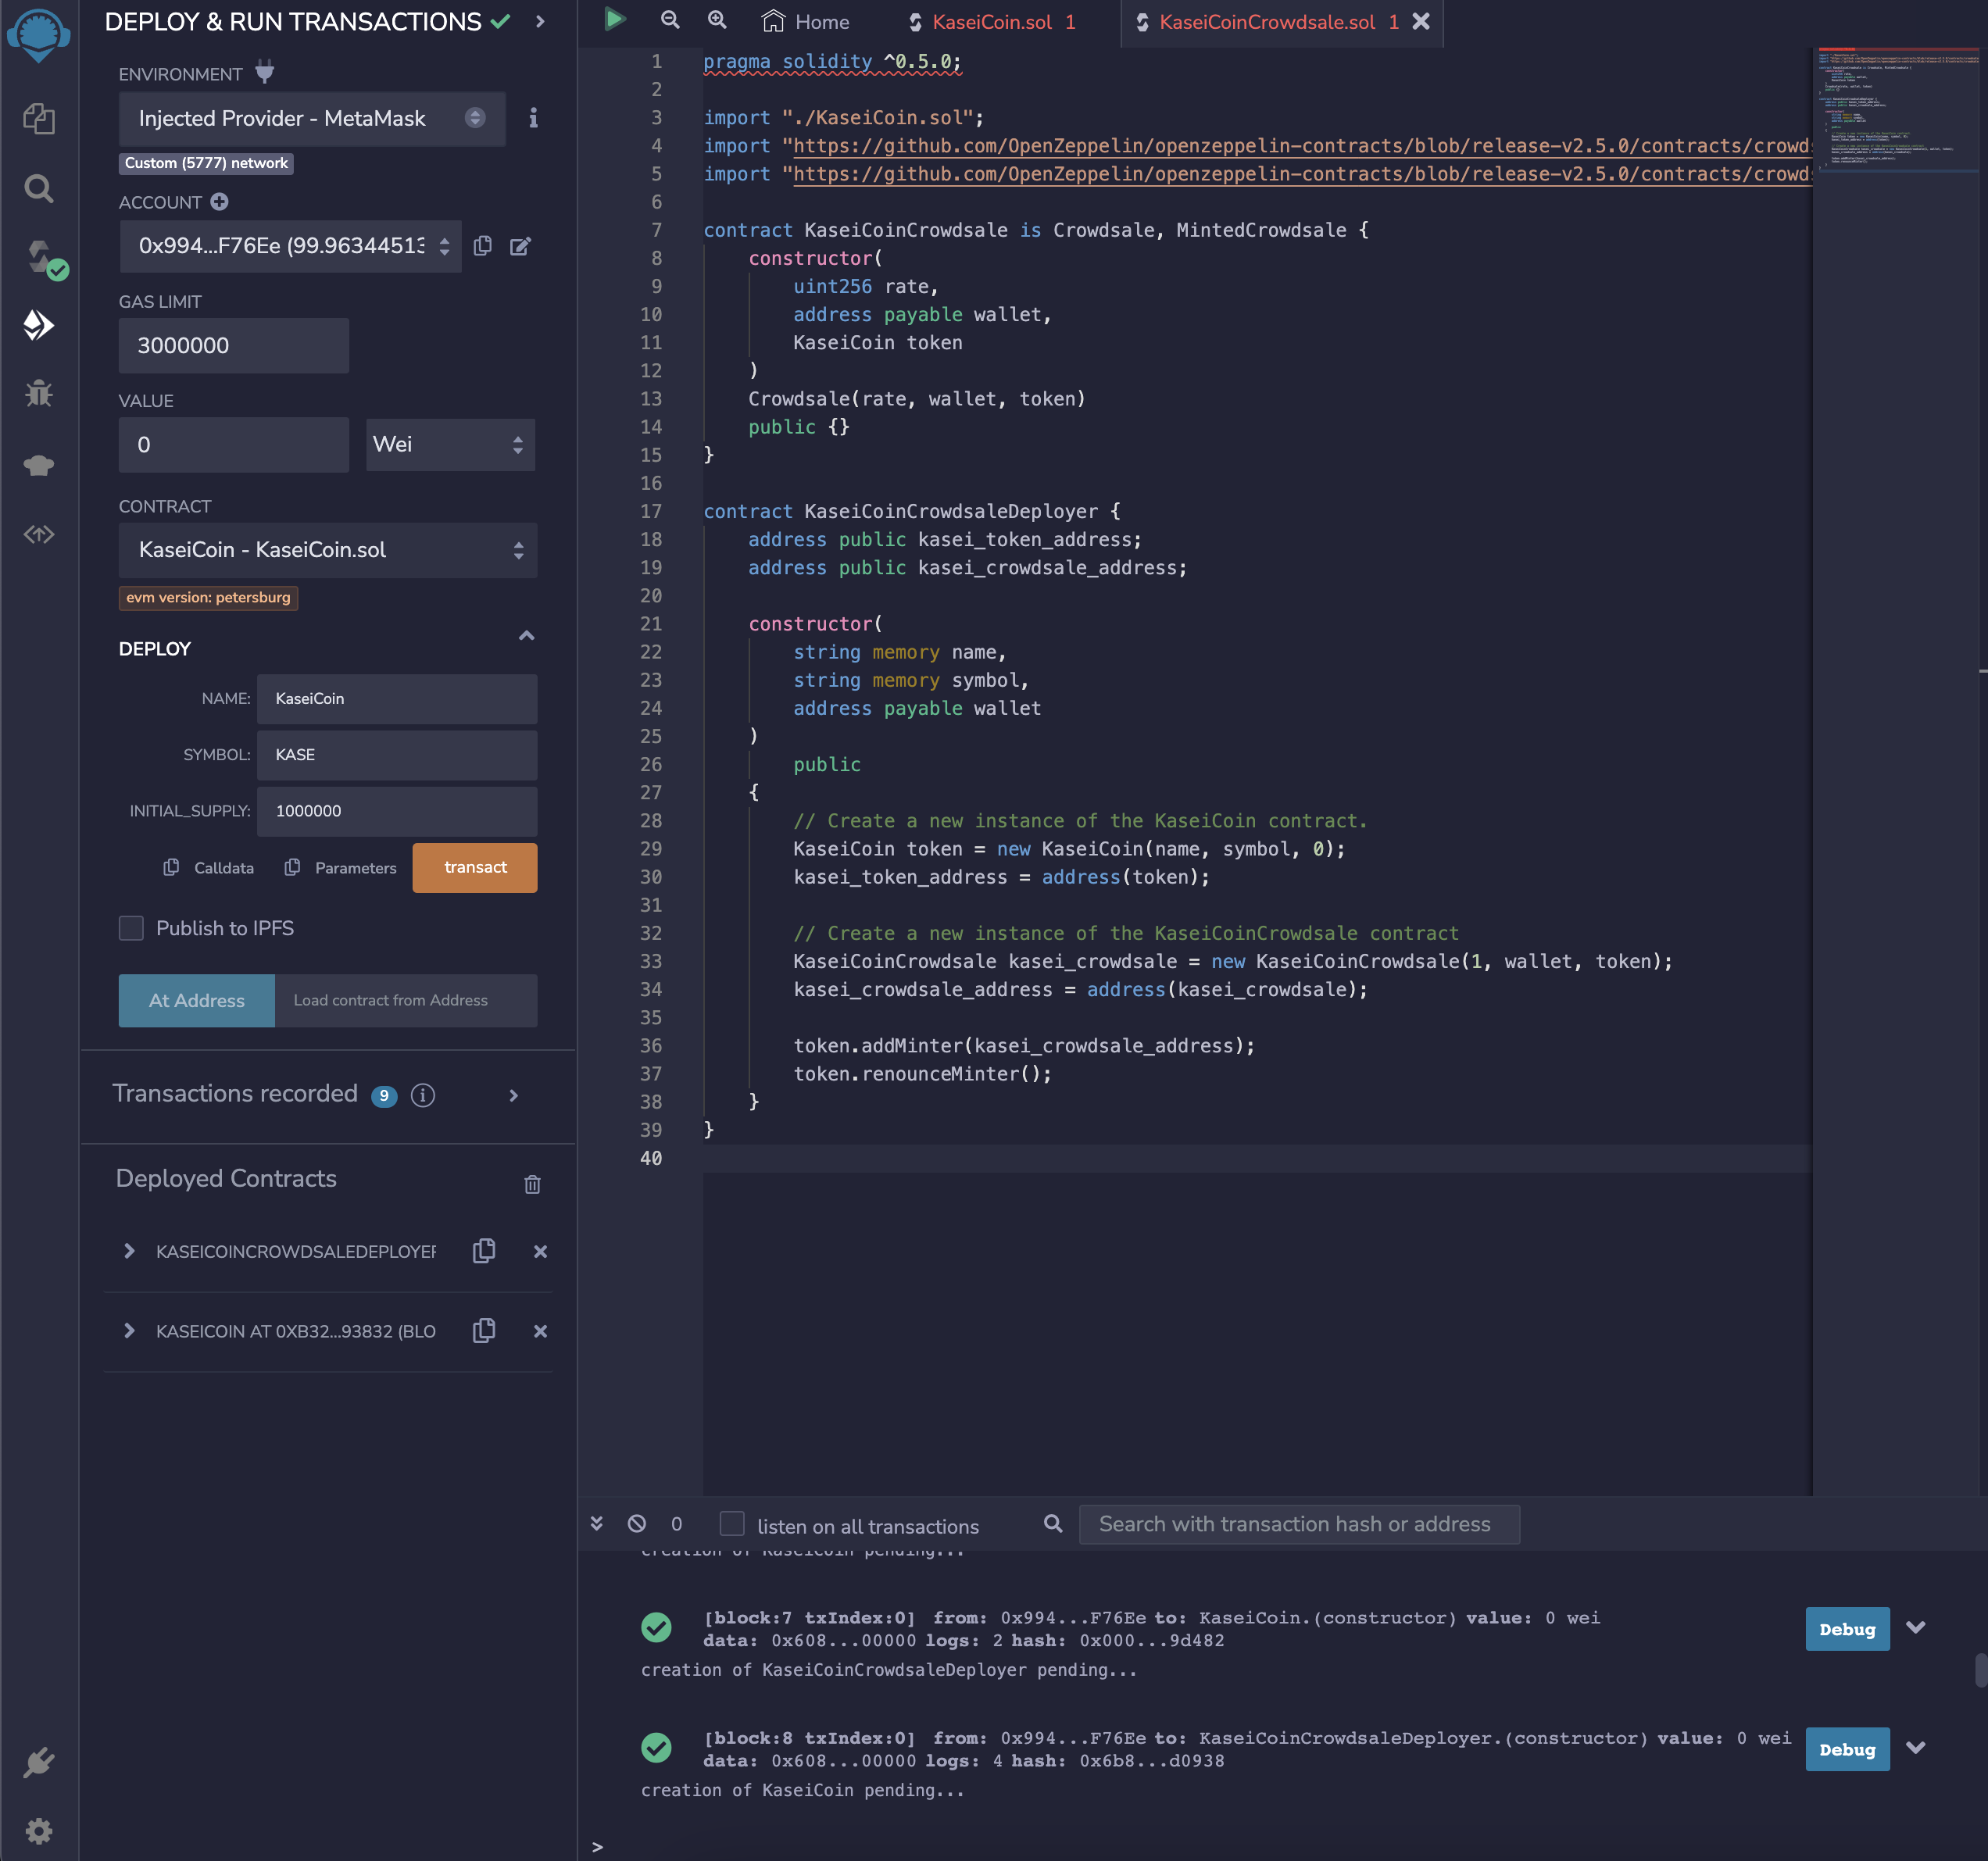 DEPLOY & RUN TRANSACTIONS
ENVIRONMENT
Injected Provider - MetaMask
Custom (5777) network
ACCOUNT
0x994...F76Ee (99.96344513
GAS LIMIT
3000000
VALUE
0
Wei
CONTRACT
KaseiCoin - KaseiCoin.sol
evm version: petersburg
DEPLOY
NAME: KaseiCoin
SYMBOL: KASE
INITIAL_SUPPLY: 1000000
Calldata Parameters transact
Publish to IPFS
At Address Load contract from Address
Transactions recorded 9 i
Deployed Contracts
KASEICOINCROWDSALEDEPLOYER
KASEICOIN AT 0XB32...93832 (BLO
Home KaseiCoin.sol 1 KaseiCoinCrowdsale.sol 1
1 pragma solidity ^0.5.0;
2
3 import "./KaseiCoin.sol";
4 import "https://github.com/OpenZeppelin/openzeppelin-contracts/blob/release-v2.5.0/contracts/crowds
5 import "https://github.com/OpenZeppelin/openzeppelin-contracts/blob/release-v2.5.0/contracts/crowds
6
7 contract KaseiCoinCrowdsale is Crowdsale, MintedCrowdsale {
8 constructor(
9 uint256 rate,
10 address payable wallet,
11 KaseiCoin token
12 )
13 Crowdsale(rate, wallet, token)
14 public {}
15 }
16
17 contract KaseiCoinCrowdsaleDeployer {
18 address public kasei_token_address;
19 address public kasei_crowdsale_address;
20
21 constructor(
22 string memory name,
23 string memory symbol,
24 address payable wallet
25 )
26 public
27 {
28 // Create a new instance of the KaseiCoin contract.
29 KaseiCoin token = new KaseiCoin(name, symbol, 0);
30 kasei_token_address = address(token);
31
32 // Create a new instance of the KaseiCoinCrowdsale contract
33 KaseiCoinCrowdsale kasei_crowdsale = new KaseiCoinCrowdsale(1, wallet, token);
34 kasei_crowdsale_address = address(kasei_crowdsale);
35
36 token.addMinter(kasei_crowdsale_address);
37 token.renounceMinter();
38 }
39 }
40
0 listen on all transactions Search with transaction hash or address
creation of KaseiCoin pending...
[block:7 txIndex:0] from: 0x994...F76Ee to: KaseiCoin.(constructor) value: 0 wei
data: 0x608...00000 logs: 2 hash: 0x000...9d482
Debug
creation of KaseiCoinCrowdsaleDeployer pending...
[block:8 txIndex:0] from: 0x994...F76Ee to: KaseiCoinCrowdsaleDeployer.(constructor) value: 0 wei
data: 0x608...00000 logs: 4 hash: 0x6b8...d0938
Debug
creation of KaseiCoin pending...
>